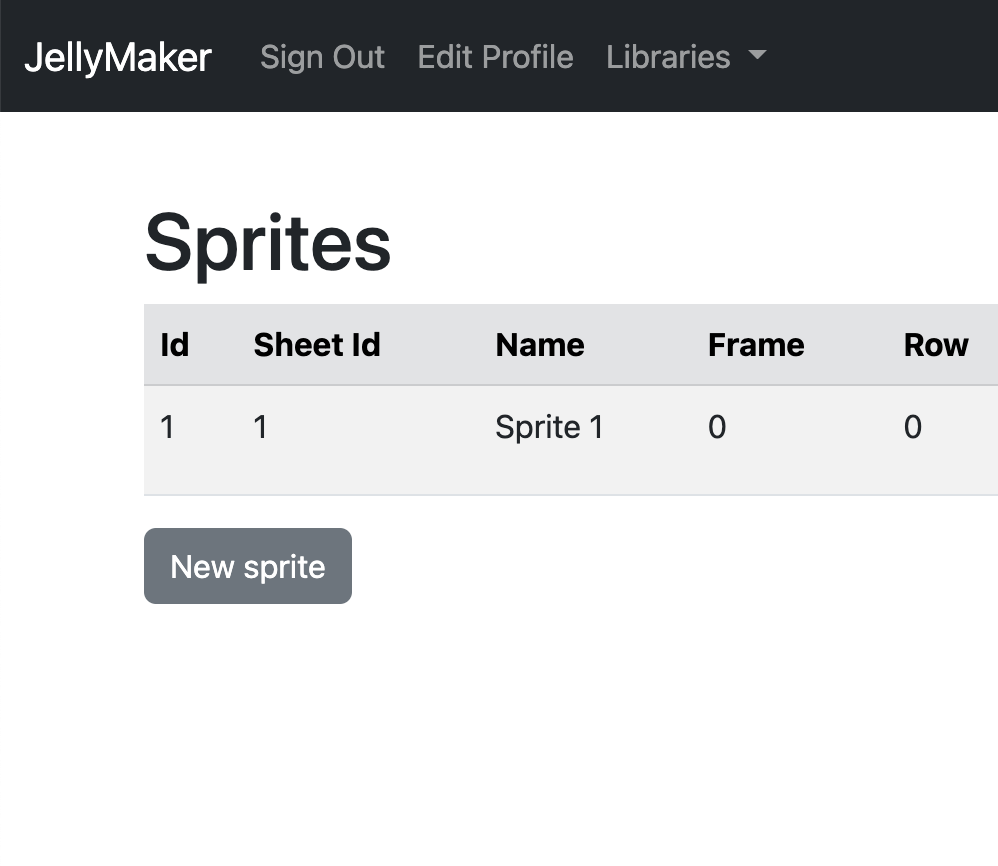 JellyMaker Sign Out Edit Profile Libraries
Sprites
Id Sheet Id Name Frame Row
1 1 Sprite 1 0 0
New sprite